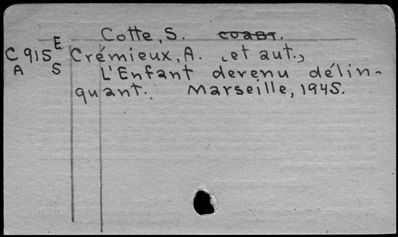 Cotte, S. coaut.
C915E Crémieux, A. et aut.,
A S L'Enfant devenu délin-
quant. Marseille, 1945.